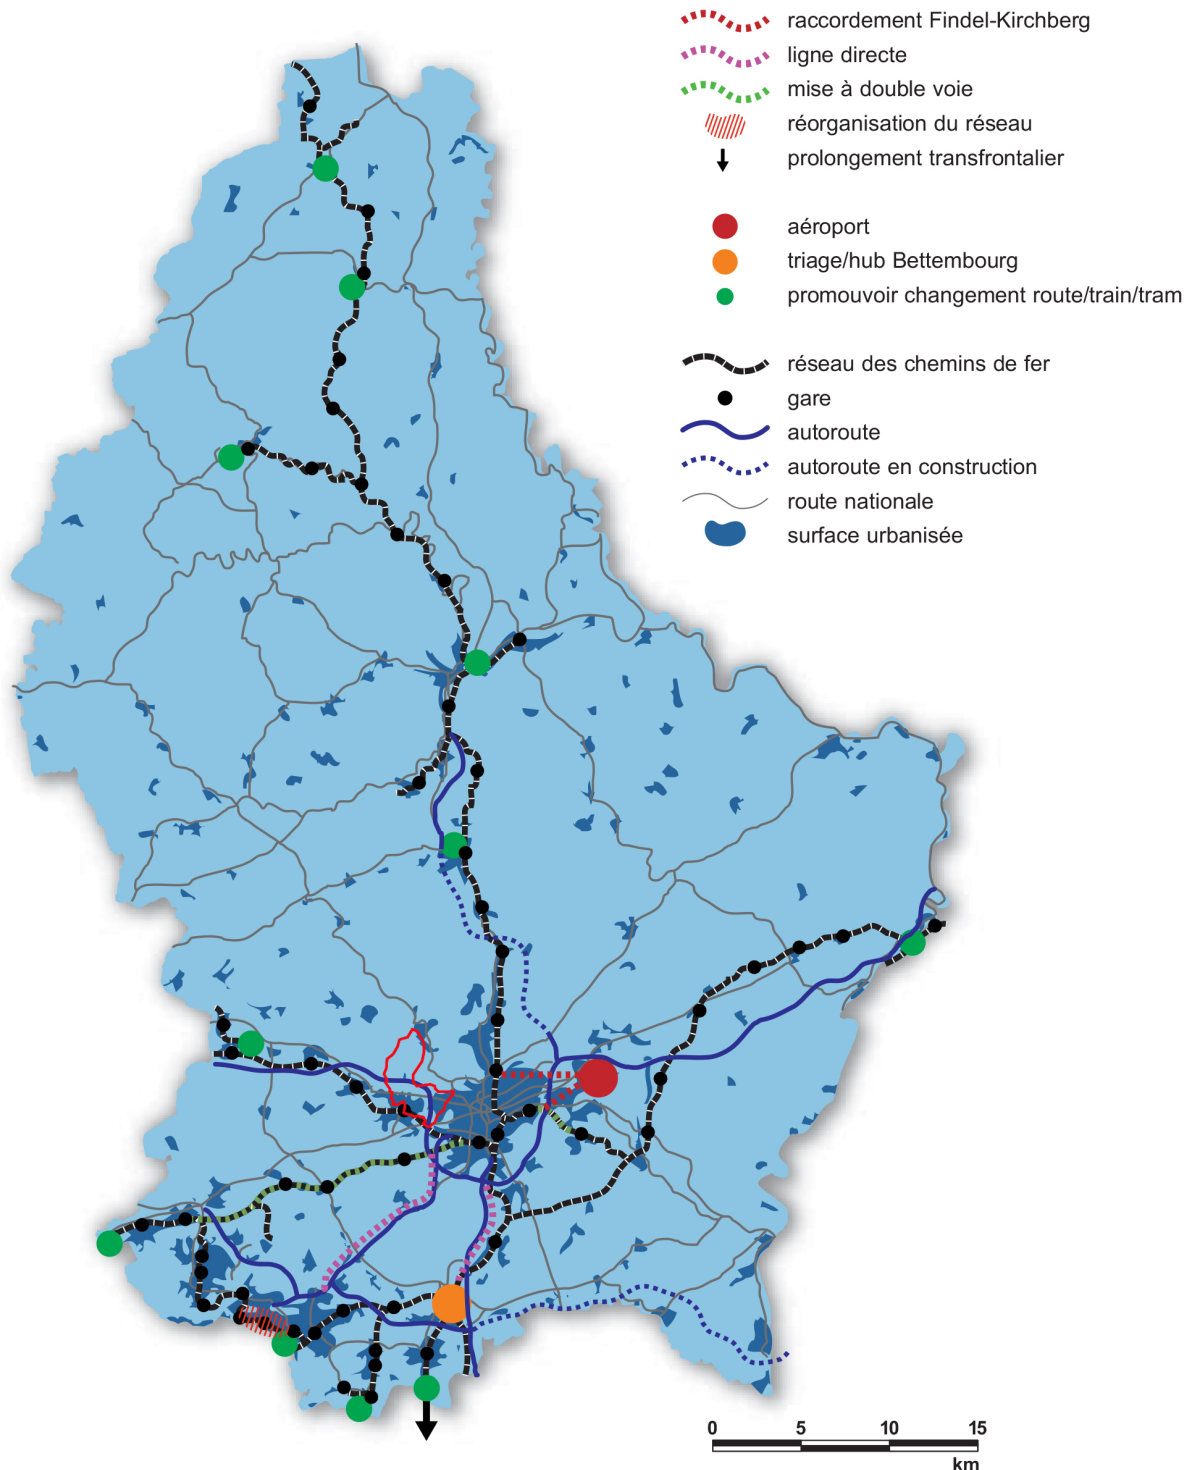 raccordement Findel-Kirchberg
ligne directe
mise à double voie
réorganisation du réseau
prolongement transfrontalier
aéroport
triage/hub Bettembourg
promouvoir changement route/train/tram
réseau des chemins de fer
gare
autoroute
autoroute en construction
route nationale
surface urbanisée
0 5 10 15
km